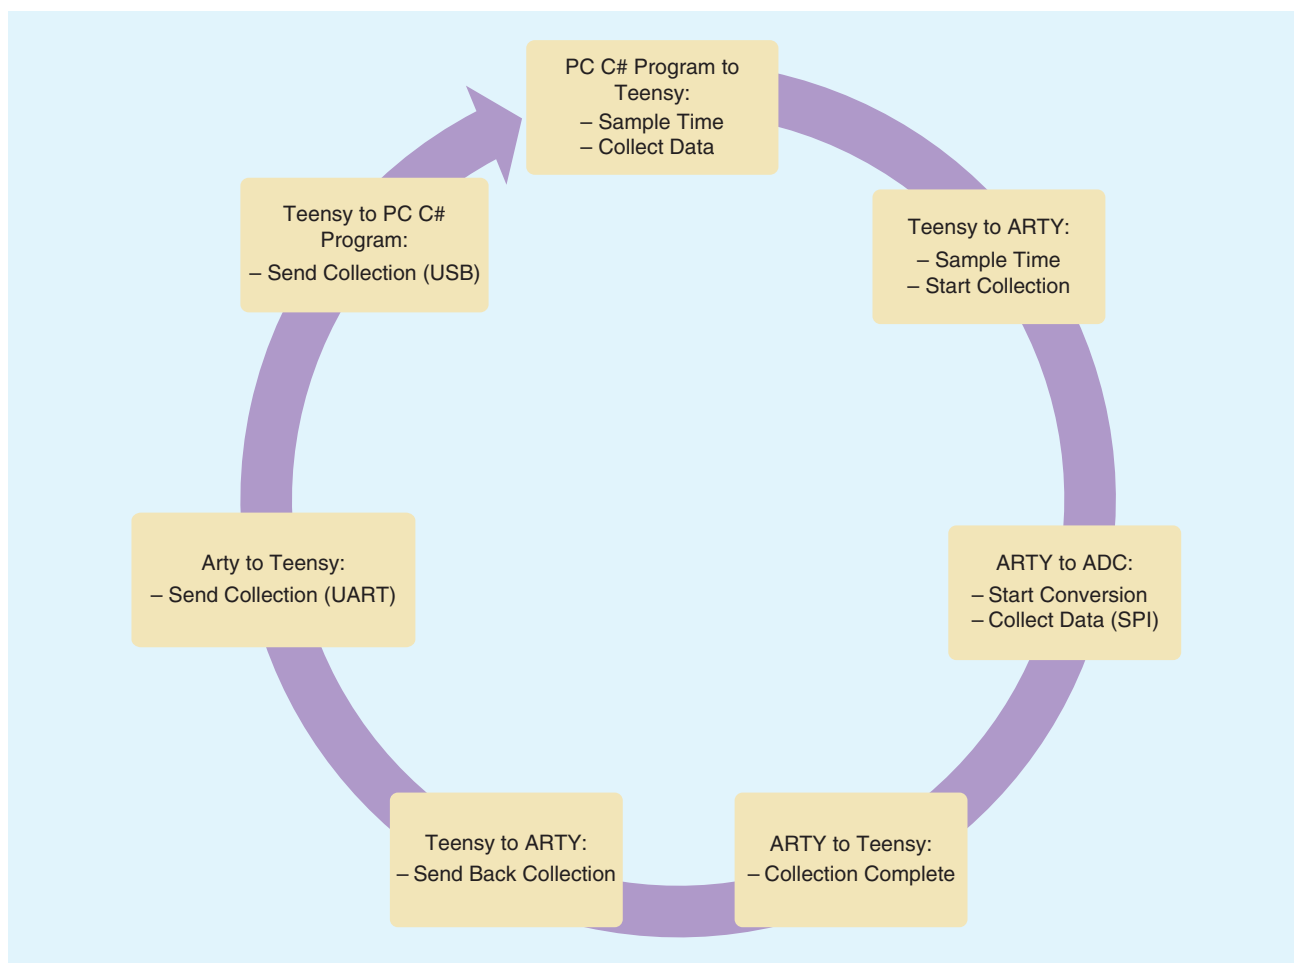 PC C# Program to
Teensy:
– Sample Time
– Collect Data
Teensy to ARTY:
– Sample Time
– Start Collection
ARTY to ADC:
– Start Conversion
– Collect Data (SPI)
ARTY to Teensy:
– Collection Complete
Teensy to ARTY:
– Send Back Collection
Arty to Teensy:
– Send Collection (UART)
Teensy to PC C#
Program:
– Send Collection (USB)